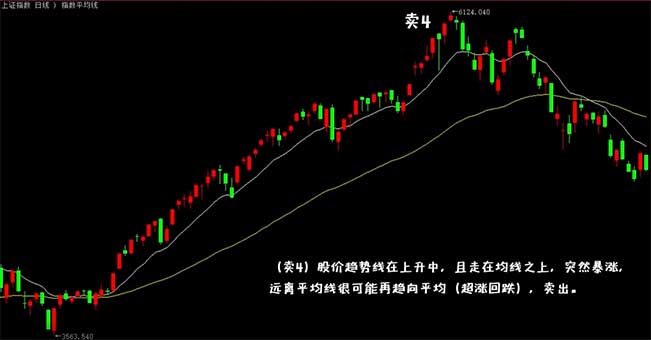 上证指数 日线 》 指数平均线
卖4
←6124.040
（卖4）股价趋势线在上升中，且走在均线之上，突然暴涨，
远离平均线很可能再趋向平均（超涨回跌），卖出。
←3563.540